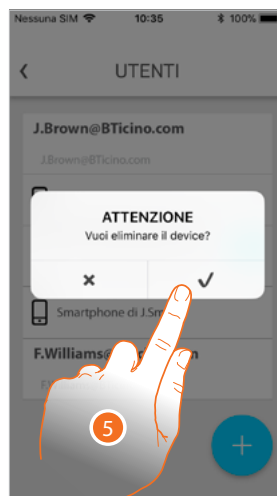 Nessuna SIM 10:35 100%
UTENTI
J.Brown@BTicino.com
J.Brown@BTicino.com
ATTENZIONE
Vuoi eliminare il device?
Smartphone di J.Sm
F.Williams
5